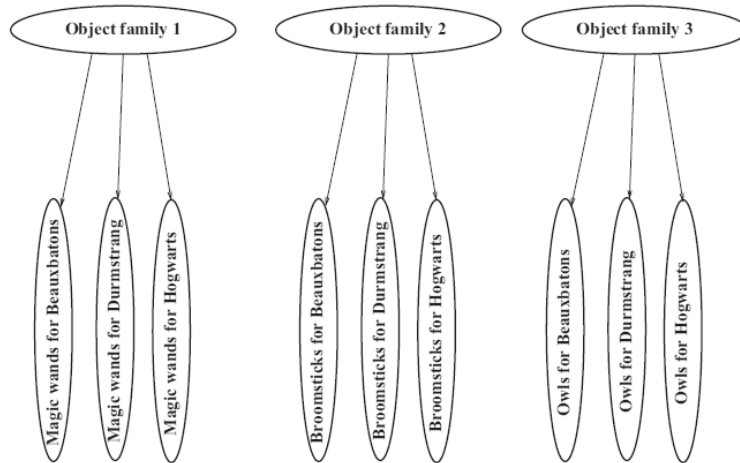 Object family 1
Object family 2
Object family 3
Magic wands for Beauxbatons
Magic wands for Durmstrang
Magic wands for Hogwarts
Broomsticks for Beauxbatons
Broomsticks for Durmstrang
Broomsticks for Hogwarts
Owls for Beauxbatons
Owls for Durmstrang
Owls for Hogwarts